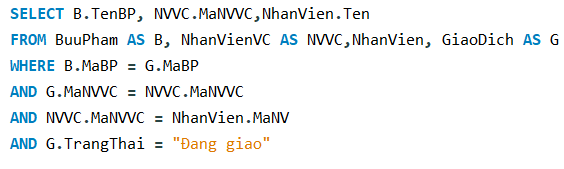 SELECT B.TenBP, NVVC.MaNVVC,NhanVien.Ten
FROM BuuPham AS B, NhanVienVC AS NVVC,NhanVien, GiaoDich AS G
WHERE B.MaBP = G.MaBP
AND G.MaNVVC = NVVC.MaNVVC
AND NVVC.MaNVVC = NhanVien.MaNV
AND G.TrangThai = "Đang giao"